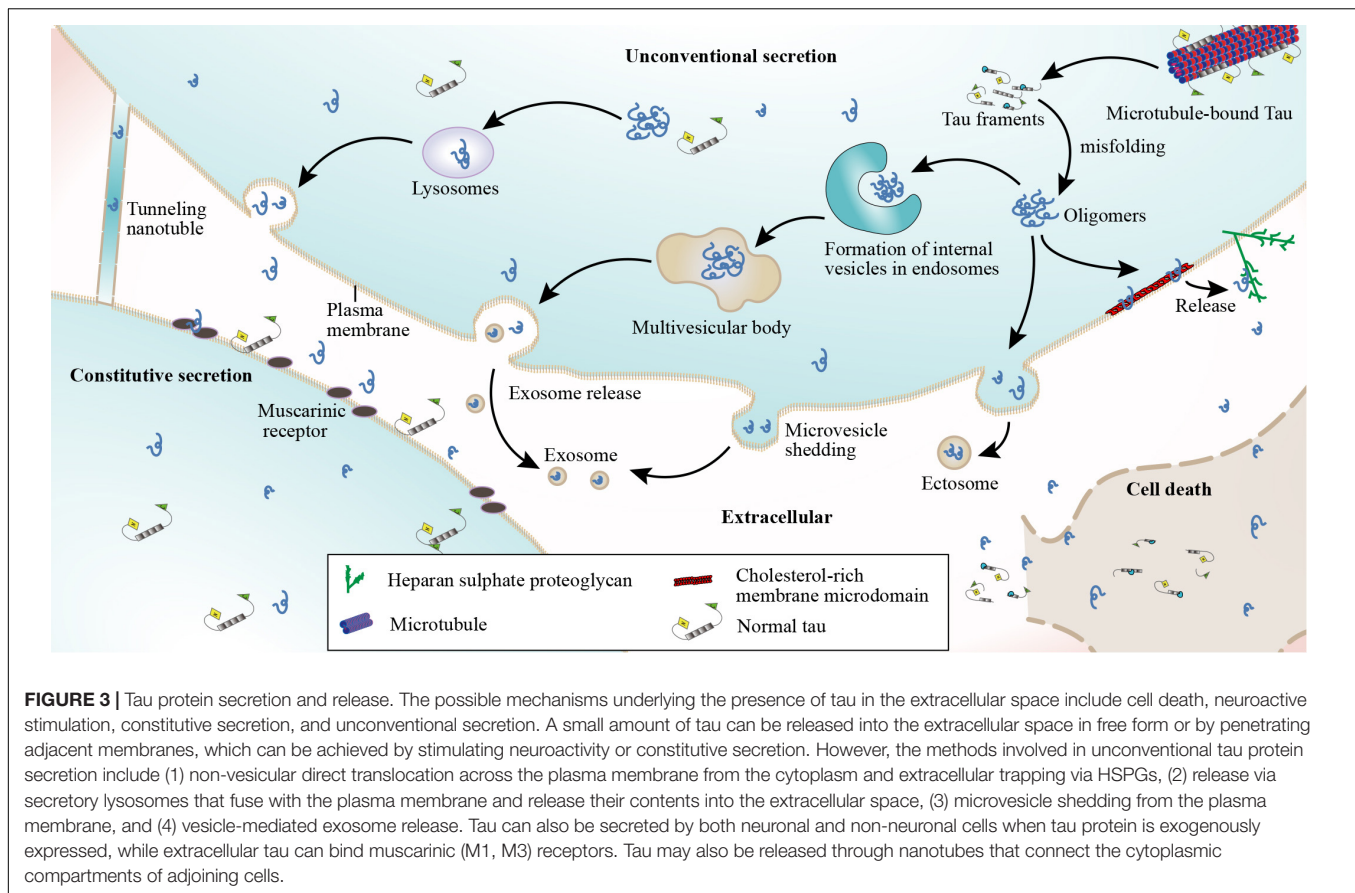 Unconventional secretion
Microtubule-bound Tau
Tau framents
misfolding
Lysosomes
Oligomers
Tunneling
nanotuble
Formation of internal
vesicles in endosomes
Plasma
membrane
Multivesicular body
Release
Constitutive secretion
Muscarinic
receptor
Exosome release
Microvesicle
shedding
Exosome
Ectosome
Cell death
Extracellular
Heparan sulphate proteoglycan
Cholesterol-rich
membrane microdomain
Microtubule
Normal tau
FIGURE 3 | Tau protein secretion and release. The possible mechanisms underlying the presence of tau in the extracellular space include cell death, neuroactive
stimulation, constitutive secretion, and unconventional secretion. A small amount of tau can be released into the extracellular space in free form or by penetrating
adjacent membranes, which can be achieved by stimulating neuroactivity or constitutive secretion. However, the methods involved in unconventional tau protein
secretion include (1) non-vesicular direct translocation across the plasma membrane from the cytoplasm and extracellular trapping via HSPGs, (2) release via
secretory lysosomes that fuse with the plasma membrane and release their contents into the extracellular space, (3) microvesicle shedding from the plasma
membrane, and (4) vesicle-mediated exosome release. Tau can also be secreted by both neuronal and non-neuronal cells when tau protein is exogenously
expressed, while extracellular tau can bind muscarinic (M1, M3) receptors. Tau may also be released through nanotubes that connect the cytoplasmic
compartments of adjoining cells.